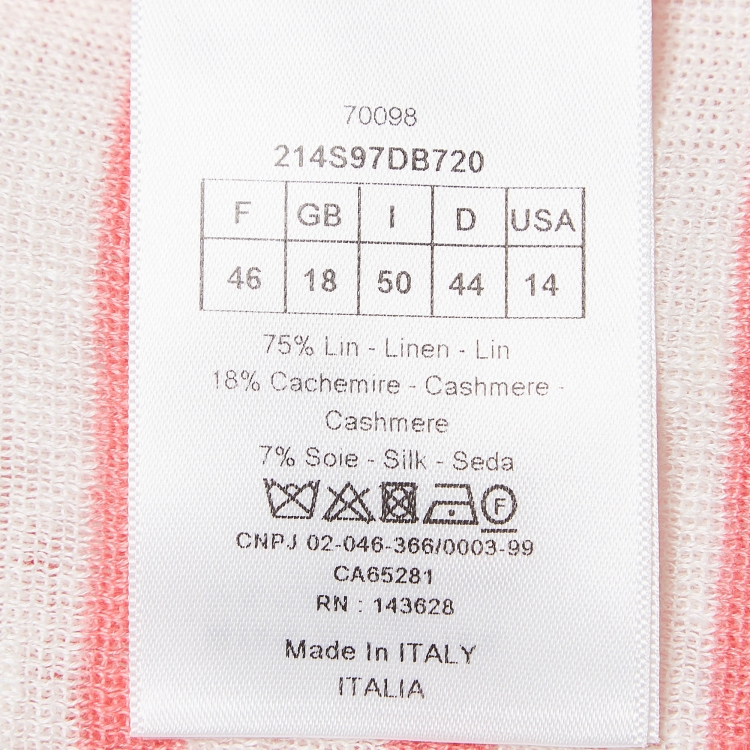 70098
214S97DB720
F GB I D USA
46 18 50 44 14
75% Lin - Linen - Lin
18% Cachemire - Cashmere -
Cashmere
7% Soie - Silk - Seda
F
CNPJ 02-046-366/0003-99
CA65281
RN : 143628
Made In ITALY
ITALIA